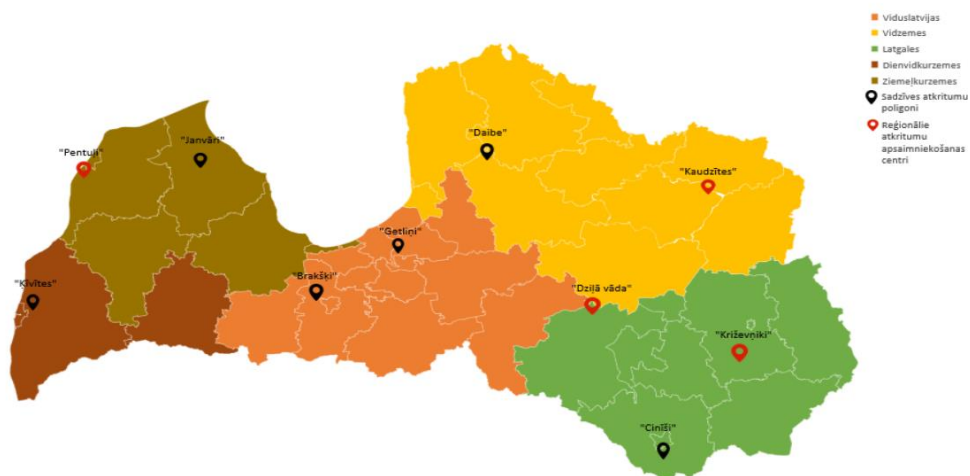 Viduslatvijas
Vidzemes
Latgales
Dienvidkurzemes
Ziemeļkurzemes
Sadzīves atkritumu
poligoni
Reģionālie
atkritumu
apsaimniekošanas
centri
"Daibe"
"Janvāri"
"Pentuļi"
"Kaudzītes"
"Getliņi"
"Brakšķi"
"Ķīvītes"
"Dziļā vāda"
"Križevņiki"
"Cinīši"